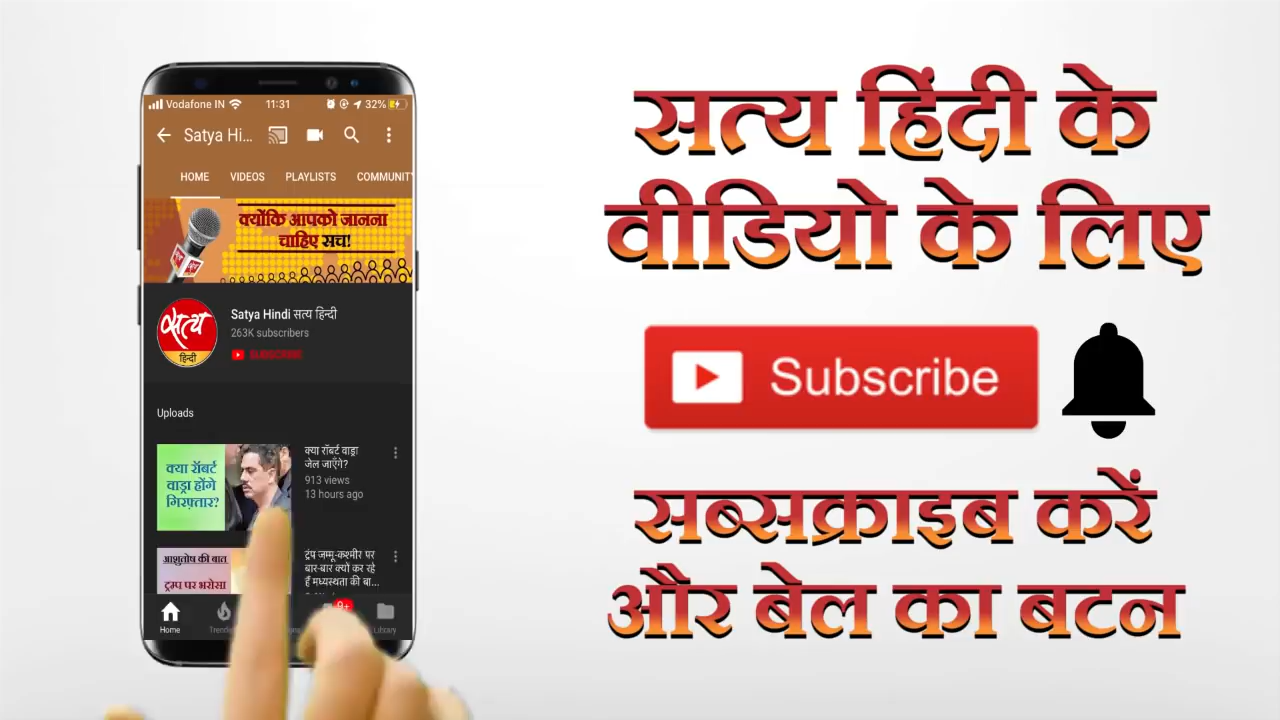 Vodafone IN 11:31 32%
Satya Hi...
HOME VIDEOS PLAYLISTS COMMUNIT
क्योंकि आपको जानना
चाहिए सच!
सत्य
हिन्दी
Satya Hindi सत्य हिन्दी
263K subscribers
SUBSCRIBE
Uploads
क्या रॉबर्ट
वाड्रा होंगे
गिरफ़्तार?
क्या रॉबर्ट वाड्रा
जेल जाएँगे?
913 views
13 hours ago
आशुतोष की बात
ट्रम्प पर भरोसा
ट्रंप जम्मू-कश्मीर पर
बार-बार क्यों कर रहे
हैं मध्यस्थता की बा...
9+
Home Library
सत्य हिंदी के
वीडियो के लिए
Subscribe
सब्सक्राइब करें
और बेल का बटन